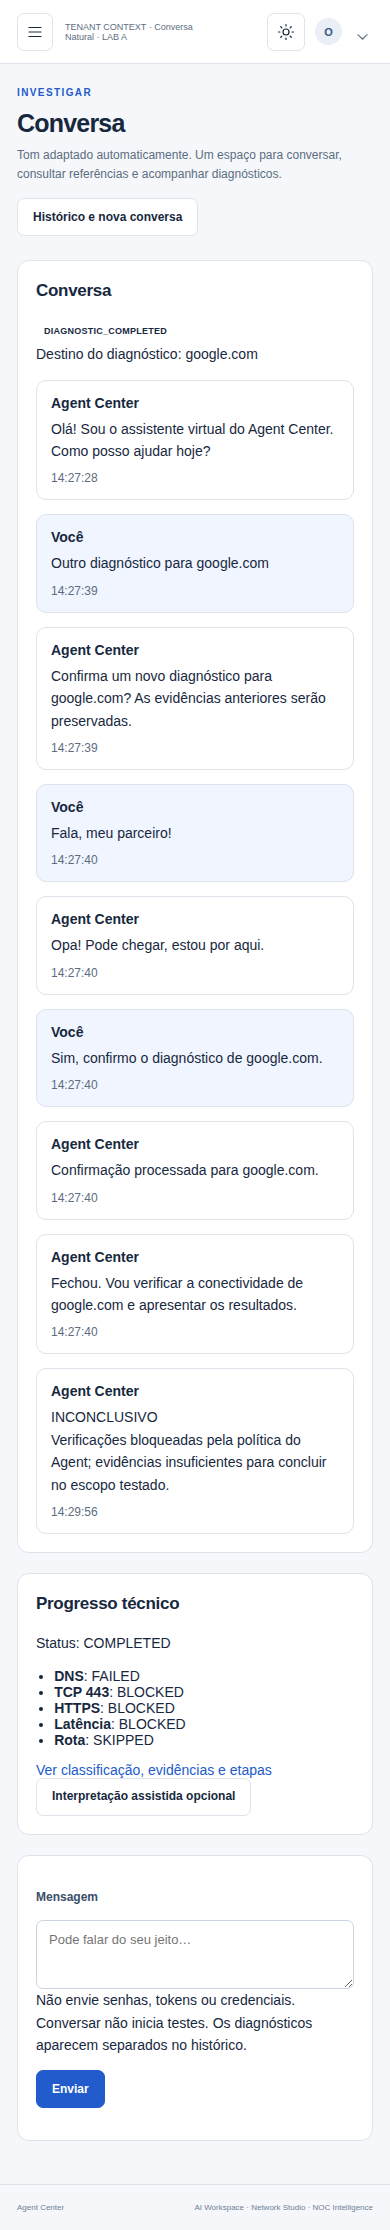 TENANT CONTEXT · Conversa
Natural · LAB A
O
INVESTIGAR
Conversa
Tom adaptado automaticamente. Um espaço para conversar,
consultar referências e acompanhar diagnósticos.
Histórico e nova conversa
Conversa
DIAGNOSTIC_COMPLETED
Destino do diagnóstico: google.com
Agent Center
Olá! Sou o assistente virtual do Agent Center.
Como posso ajudar hoje?
14:27:28
Você
Outro diagnóstico para google.com
14:27:39
Agent Center
Confirma um novo diagnóstico para
google.com? As evidências anteriores serão
preservadas.
14:27:39
Você
Fala, meu parceiro!
14:27:40
Agent Center
Opa! Pode chegar, estou por aqui.
14:27:40
Você
Sim, confirmo o diagnóstico de google.com.
14:27:40
Agent Center
Confirmação processada para google.com.
14:27:40
Agent Center
Fechou. Vou verificar a conectividade de
google.com e apresentar os resultados.
14:27:40
Agent Center
INCONCLUSIVO
Verificações bloqueadas pela política do
Agent; evidências insuficientes para concluir
no escopo testado.
14:29:56
Progresso técnico
Status: COMPLETED
• DNS: FAILED
• TCP 443: BLOCKED
• HTTPS: BLOCKED
• Latência: BLOCKED
• Rota: SKIPPED
Ver classificação, evidências e etapas
Interpretação assistida opcional
Mensagem
Pode falar do seu jeito…
Não envie senhas, tokens ou credenciais.
Conversar não inicia testes. Os diagnósticos
aparecem separados no histórico.
Enviar
Agent Center
AI Workspace · Network Studio · NOC Intelligence